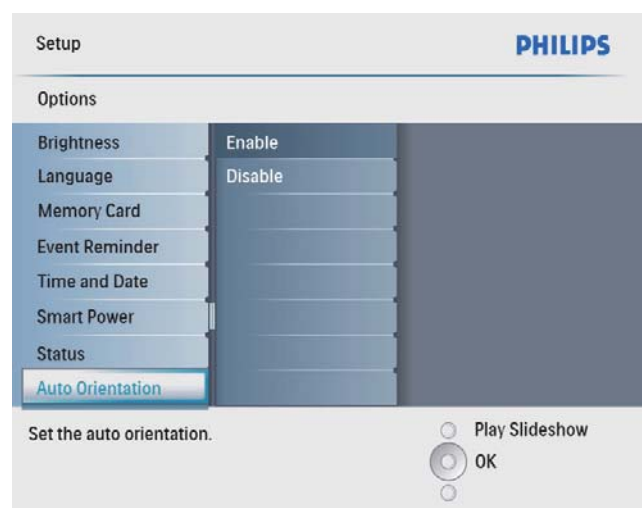 Setup
PHILIPS
Options
Brightness
Enable
Language
Disable
Memory Card
Event Reminder
Time and Date
Smart Power
Status
Auto Orientation
Set the auto orientation.
Play Slideshow
OK